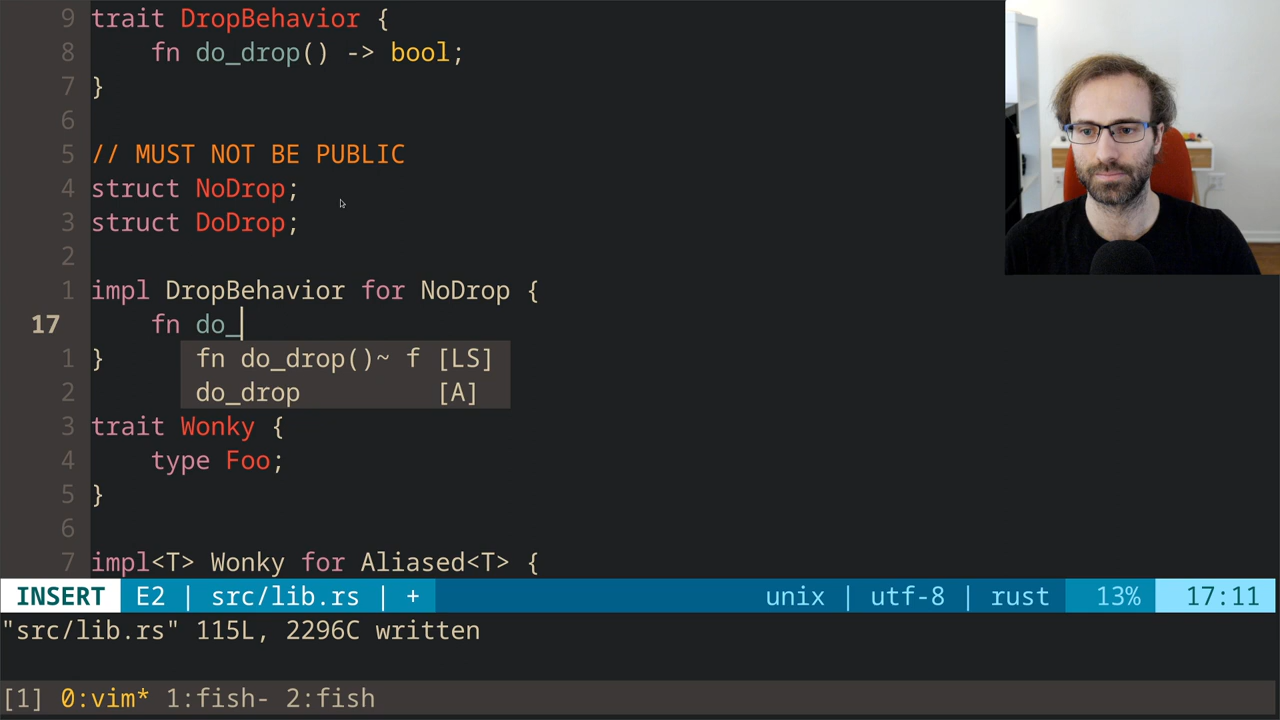 9 trait DropBehavior {
8     fn do_drop() -> bool;
7 }
6
5 // MUST NOT BE PUBLIC
4 struct NoDrop;
3 struct DoDrop;
2
1 impl DropBehavior for NoDrop {
17     fn do_
fn do_drop()~ f [LS]
1 }
do_drop [A]
2
3 trait Wonky {
4     type Foo;
5 }
6
7 impl<T> Wonky for Aliased<T> {
INSERT E2 | src/lib.rs | + unix | utf-8 | rust 13% 17:11
"src/lib.rs" 115L, 2296C written
[1] 0:vim* 1:fish- 2:fish